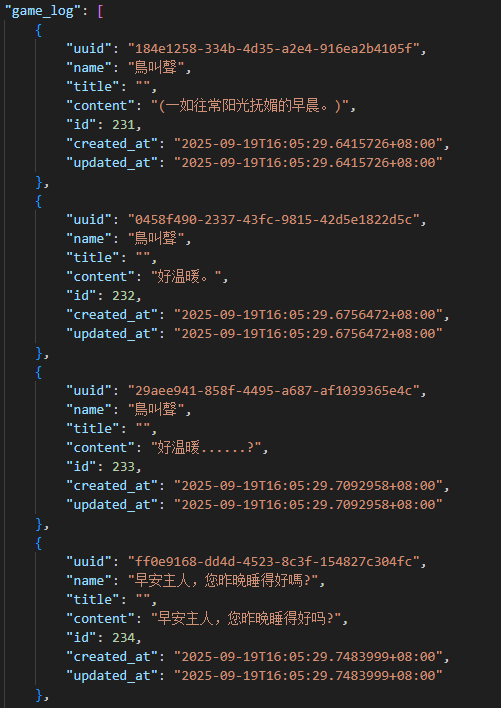 "game_log": [
{
"uuid": "184e1258-334b-4d35-a2e4-916ea2b4105f",
"name": "鳥叫聲",
"title": "",
"content": "(一如往常阳光抚媚的早晨。)",
"id": 231,
"created_at": "2025-09-19T16:05:29.6415726+08:00",
"updated_at": "2025-09-19T16:05:29.6415726+08:00"
},
{
"uuid": "0458f490-2337-43fc-9815-42d5e1822d5c",
"name": "鳥叫聲",
"title": "",
"content": "好温暖。",
"id": 232,
"created_at": "2025-09-19T16:05:29.6756472+08:00",
"updated_at": "2025-09-19T16:05:29.6756472+08:00"
},
{
"uuid": "29aee941-858f-4495-a687-af1039365e4c",
"name": "鳥叫聲",
"title": "",
"content": "好温暖......?",
"id": 233,
"created_at": "2025-09-19T16:05:29.7092958+08:00",
"updated_at": "2025-09-19T16:05:29.7092958+08:00"
},
{
"uuid": "ff0e9168-dd4d-4523-8c3f-154827c304fc",
"name": "早安主人，您昨晚睡得好嗎?",
"title": "",
"content": "早安主人，您昨晚睡得好吗?",
"id": 234,
"created_at": "2025-09-19T16:05:29.7483999+08:00",
"updated_at": "2025-09-19T16:05:29.7483999+08:00"
},